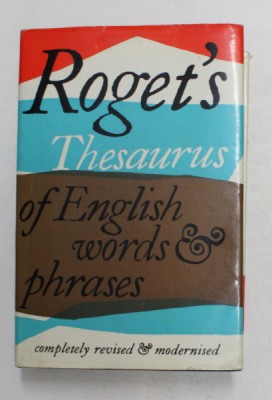 Roget's
Thesaurus
of English
words &
phrases
completely revised & modernised